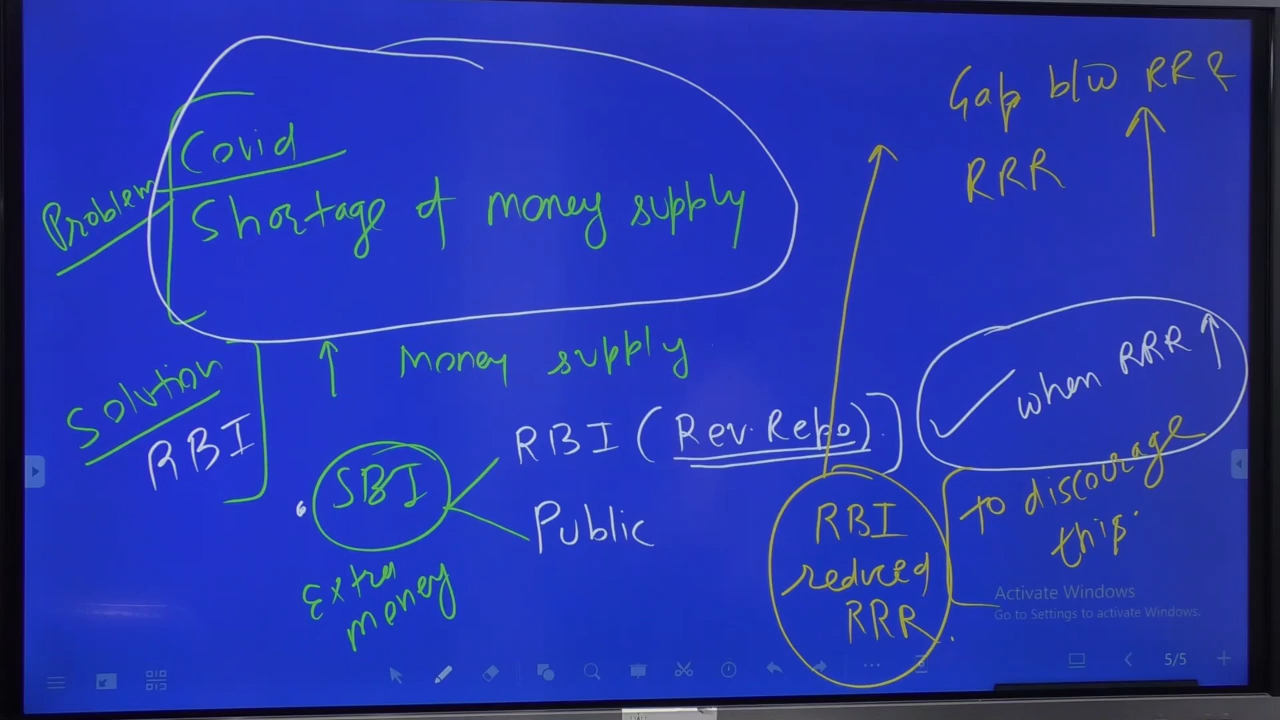 Problem
Covid
Shortage of money supply
Solution
RBI
↑ Money supply
SBI
Extra
money
RBI (Rev. Repo)
Public
Gap b/w RRR
RRR ↑
when RRR ↑
to discourage
this.
RBI
reduced
RRR.
Activate Windows
Go to Settings to activate Windows.
5/5